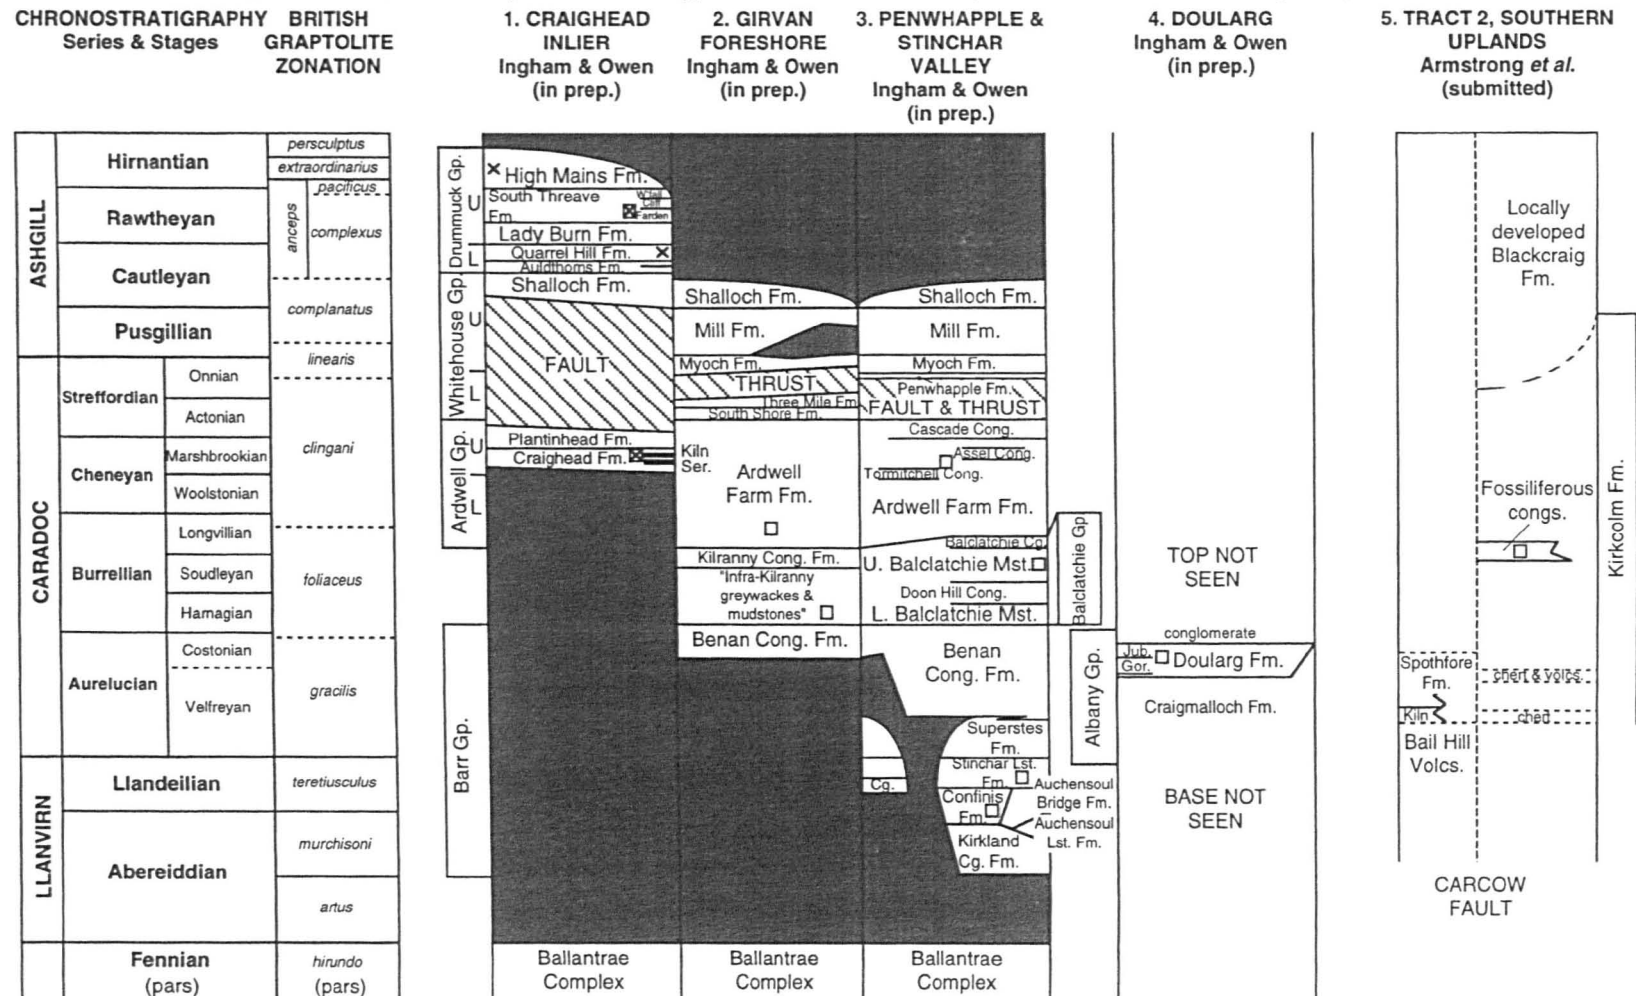 CHRONOSTRATIGRAPHY
Series & Stages
BRITISH
GRAPTOLITE
ZONATION
1. CRAIGHEAD
INLIER
Ingham & Owen
(in prep.)
2. GIRVAN
FORESHORE
Ingham & Owen
(in prep.)
3. PENWHAPPLE &
STINCHAR
VALLEY
Ingham & Owen
(in prep.)
4. DOULARG
Ingham & Owen
(in prep.)
5. TRACT 2, SOUTHERN
UPLANDS
Armstrong et al.
(submitted)
ASHGILL
Hirnantian
Rawtheyan
Cautleyan
Pusgillian
CARADOC
Streffordian
Onnian
Actonian
Cheneyan
Marshbrookian
Woolstonian
Burrellian
Longvillian
Soudleyan
Harnagian
Aurelucian
Costonian
Velfreyan
LLANVIRN
Llandeilian
Abereiddian
Fennian
(pars)
persculptus
extraordinarius
anceps
pacificus
complexus
complanatus
linearis
clingani
foliaceus
gracilis
teretiusculus
murchisoni
artus
hirundo
(pars)
Drummuck Gp.
U
L
Whitehouse Gp.
U
L
Ardwell Gp.
U
L
Barr Gp.
High Mains Fm.
South Threave
Fm.
Cliff
Farden
Lady Burn Fm.
Quarrel Hill Fm.
Auldthorns Fm.
Shalloch Fm.
FAULT
Plantinhead Fm.
Craighead Fm.
Ballantrae
Complex
Shalloch Fm.
Mill Fm.
Myoch Fm.
THRUST
Three Mile Fm
South Shore Fm.
Kiln
Ser.
Ardwell
Farm Fm.
Kilranny Cong. Fm.
"Infra-Kilranny
greywackes &
mudstones"
Benan Cong. Fm.
Ballantrae
Complex
Shalloch Fm.
Mill Fm.
Myoch Fm.
Penwhapple Fm.
FAULT & THRUST
Cascade Cong.
Assel Cong.
Tormitchell Cong.
Ardwell Farm Fm.
Balclatchie Cg.
U. Balclatchie Mst.
Doon Hill Cong.
L. Balclatchie Mst.
Benan
Cong. Fm.
Superstes
Fm.
Stinchar Lst.
Fm.
Cg.
Confinis
Fm.
Kirkland
Cg. Fm.
Auchensoul
Bridge Fm.
Auchensoul
Lst. Fm.
Ballantrae
Complex
Balclatchie Gp
Albany Gp.
TOP NOT
SEEN
conglomerate
Jub.
Gor.
Doularg Fm.
Craigmalloch Fm.
BASE NOT
SEEN
Locally
developed
Blackcraig
Fm.
Fossiliferous
congs.
Kirkcolm Fm.
Spothfore
Fm.
chert & volcs.
Kiln
chert
Bail Hill
Volcs.
CARCOW
FAULT